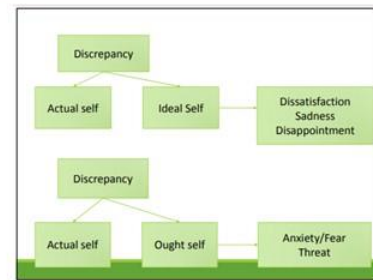 Discrepancy
Actual self
Ideal Self
Dissatisfaction
Sadness
Disappointment
Discrepancy
Actual self
Ought self
Anxiety/Fear
Threat